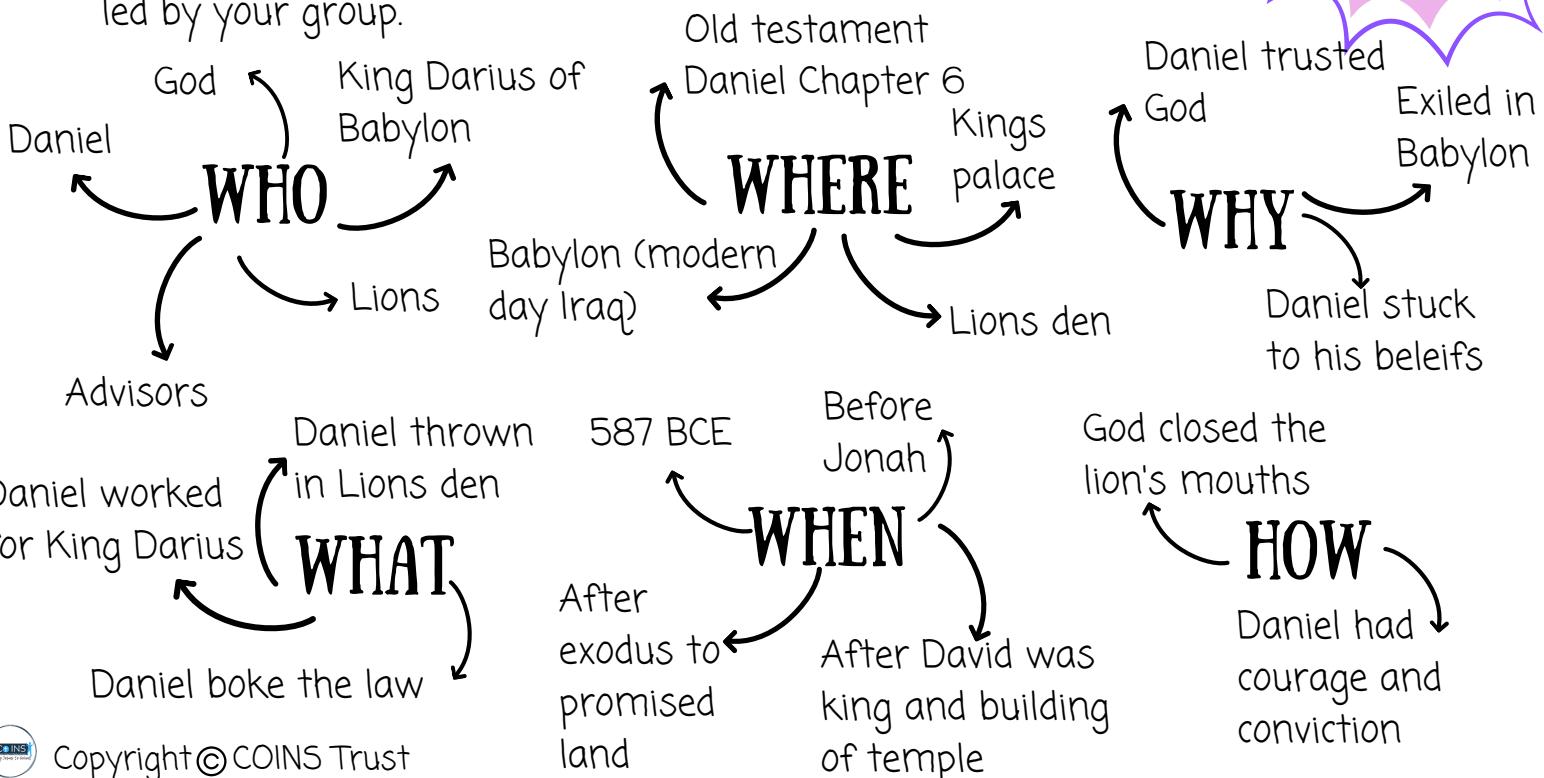 led by your group.
God
King Darius of
Babylon
Daniel
WHO
Lions
Advisors
Old testament
Daniel Chapter 6
Kings
palace
WHERE
Babylon (modern
day Iraq)
Lions den
Daniel trusted
God
Exiled in
Babylon
WHY
Daniel stuck
to his beleifs
Daniel thrown
in Lions den
Daniel worked
or King Darius
WHAT
Daniel boke the law
587 BCE
Before
Jonah
WHEN
After
exodus to
promised
land
After David was
king and building
of temple
God closed the
lion's mouths
HOW
Daniel had
courage and
conviction
COINS
Copyright © COINS Trust